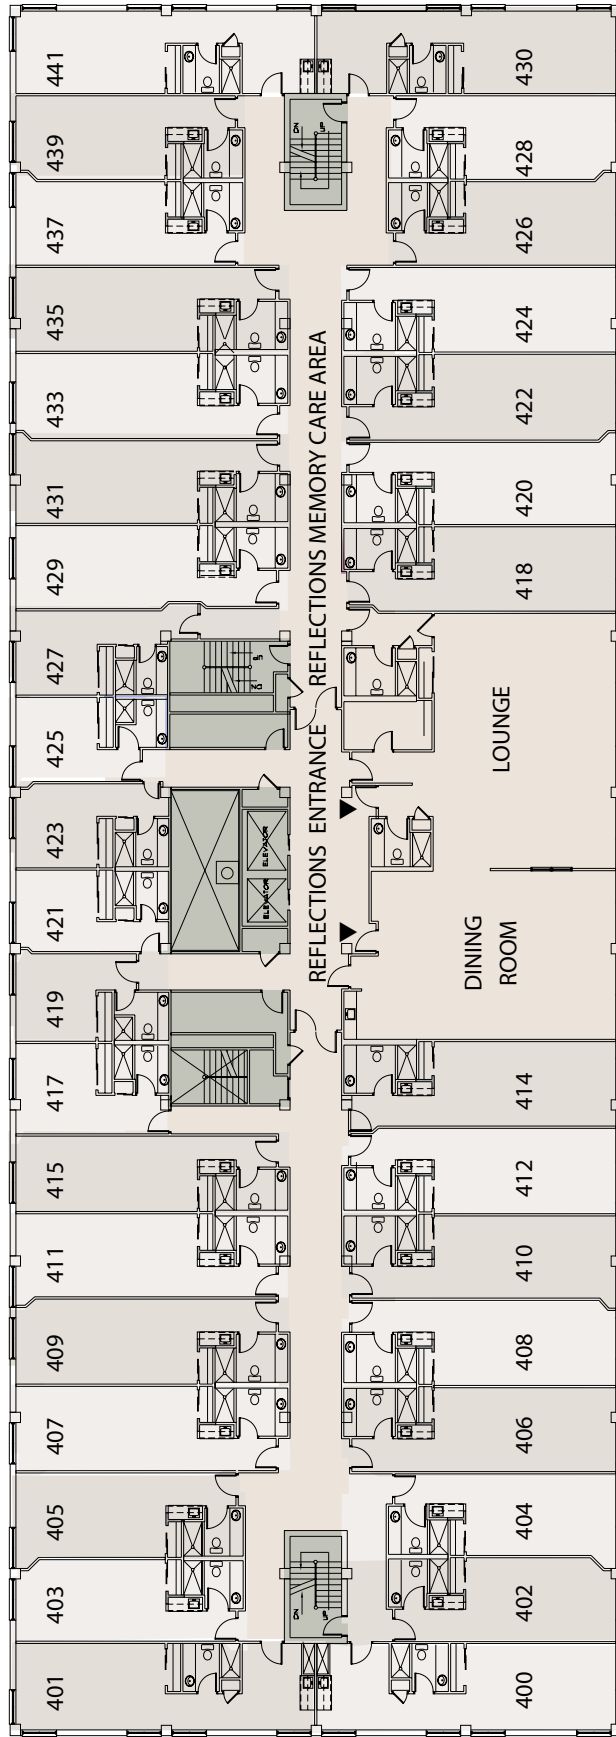 441
439
437
435
433
431
429
427
425
423
421
419
417
415
411
409
407
405
403
401
DN
UP
REFLECTIONS MEMORY CARE AREA
UP
DN
REFLECTIONS ENTRANCE
ELEVATOR
ELEVATOR
DN
UP
430
428
426
424
422
420
418
LOUNGE
DINING
ROOM
414
412
410
408
406
404
402
400